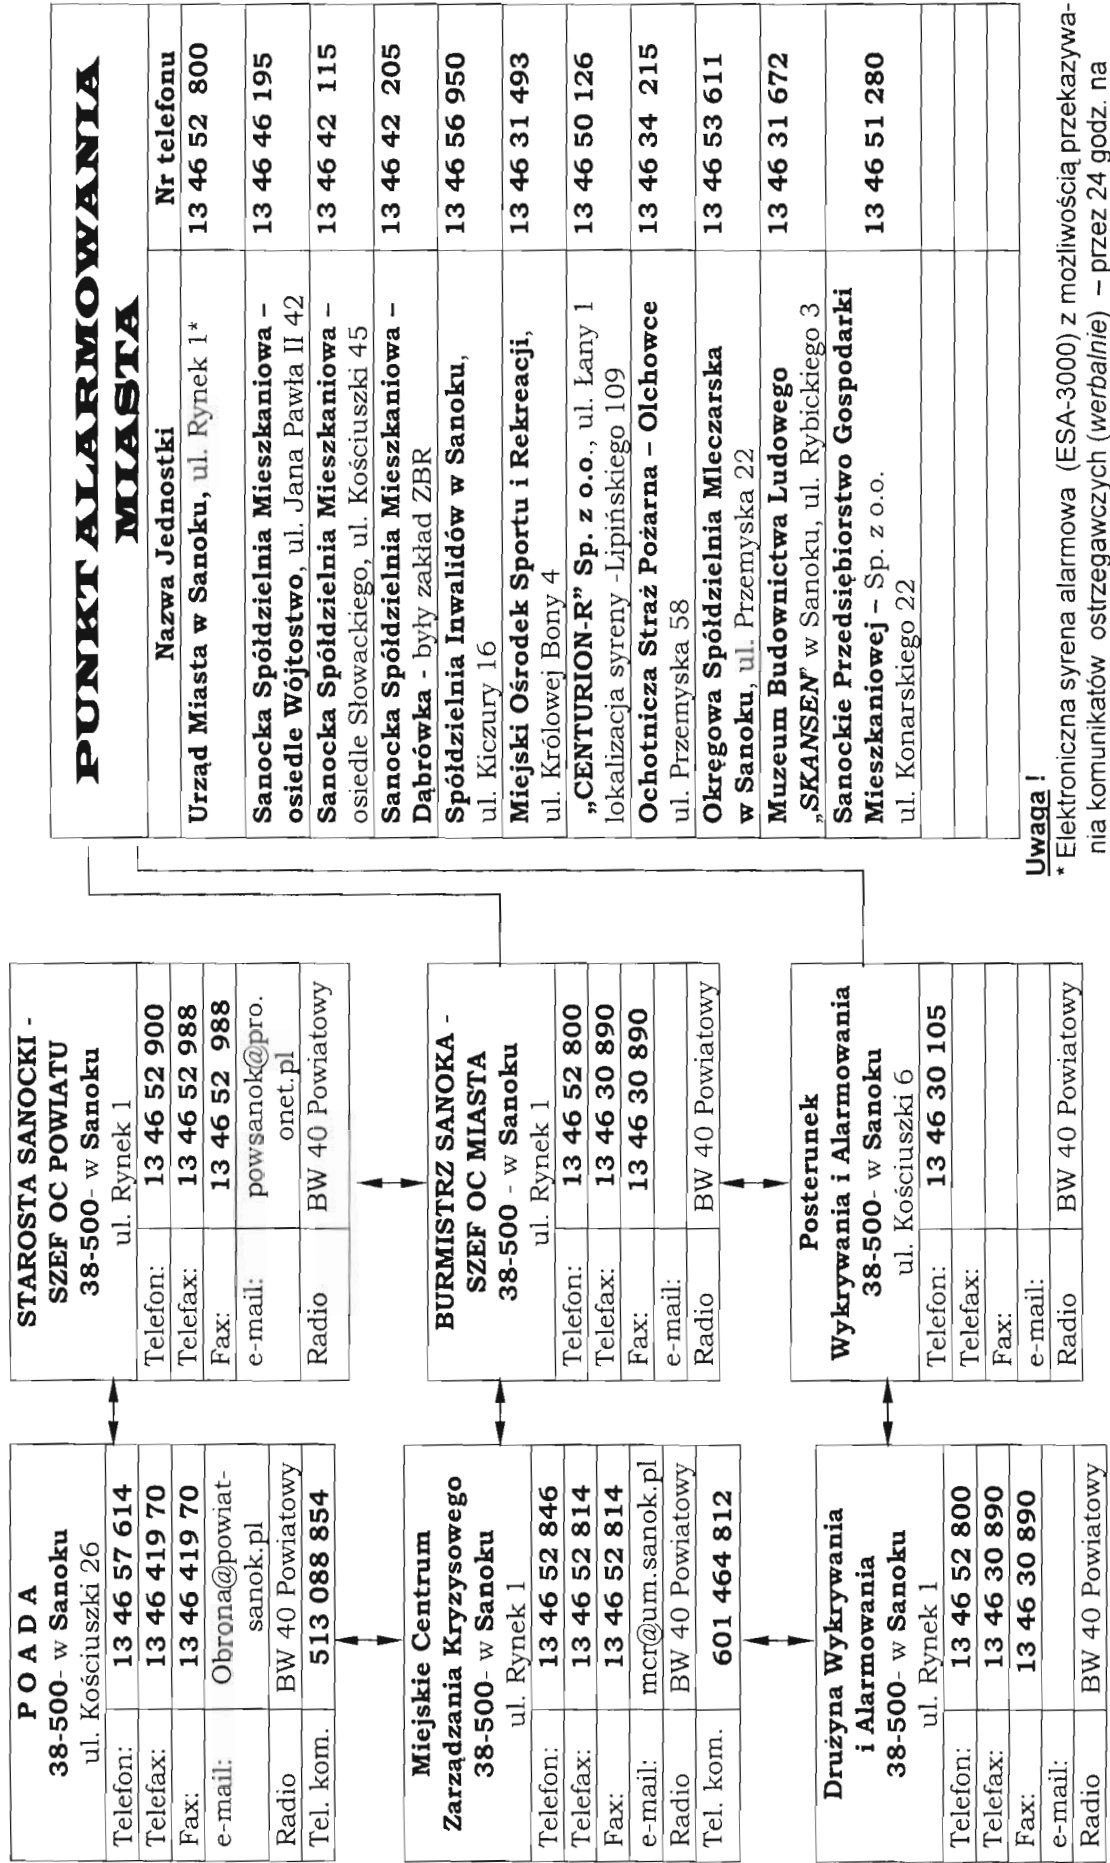 P O A D A
38-500- w Sanoku
ul. Kościuszki 26
Telefon: 13 46 57 614
Telefax: 13 46 419 70
Fax: 13 46 419 70
e-mail: Obrona@powiat-
sanok.pl
Radio BW 40 Powiatowy
Tel. kom. 513 088 854
STAROSTA SANOCKI -
SZEF OC POWIATU
38-500- w Sanoku
ul. Rynek 1
Telefon: 13 46 52 900
Telefax: 13 46 52 988
Fax: 13 46 52 988
e-mail: powsanok@pro.
onet.pl
Radio BW 40 Powiatowy
Miejskie Centrum
Zarządzania Kryzysowego
38-500- w Sanoku
ul. Rynek 1
Telefon: 13 46 52 846
Telefax: 13 46 52 814
Fax: 13 46 52 814
e-mail: mcr@um.sanok.pl
Radio BW 40 Powiatowy
Tel. kom. 601 464 812
BURMISTRZ SANOKA -
SZEF OC MIASTA
38-500 - w Sanoku
ul. Rynek 1
Telefon: 13 46 52 800
Telefax: 13 46 30 890
Fax: 13 46 30 890
e-mail:
Radio BW 40 Powiatowy
Drużyna Wykrywania
i Alarmowania
38-500- w Sanoku
ul. Rynek 1
Telefon: 13 46 52 800
Telefax: 13 46 30 890
Fax: 13 46 30 890
e-mail:
Radio BW 40 Powiatowy
Posterunek
Wykrywania i Alarmowania
38-500- w Sanoku
ul. Kościuszki 6
Telefon: 13 46 30 105
Telefax:
Fax:
e-mail:
Radio BW 40 Powiatowy
PUNKT ALARMOWANIA
MIASTA
Nazwa Jednostki Nr telefonu
Urząd Miasta w Sanoku, ul. Rynek 1* 13 46 52 800
Sanocka Spółdzielnia Mieszkaniowa – 13 46 46 195
osiedle Wójtostwo, ul. Jana Pawła II 42
Sanocka Spółdzielnia Mieszkaniowa – 13 46 42 115
osiedle Słowackiego, ul. Kościuszki 45
Sanocka Spółdzielnia Mieszkaniowa – 13 46 42 205
Dąbrówka - były zakład ZBR
Spółdzielnia Inwalidów w Sanoku, 13 46 56 950
ul. Kiczury 16
Miejski Ośrodek Sportu i Rekreacji, 13 46 31 493
ul. Królowej Bony 4
„CENTURION-R” Sp. z o.o., ul. Łany 1 13 46 50 126
lokalizacja syreny -Lipińskiego 109
Ochotnicza Straż Pożarna – Olchowce 13 46 34 215
ul. Przemyska 58
Okręgowa Spółdzielnia Mleczarska 13 46 53 611
w Sanoku, ul. Przemyska 22
Muzeum Budownictwa Ludowego 13 46 31 672
„SKANSEN” w Sanoku, ul. Rybickiego 3
Sanockie Przedsiębiorstwo Gospodarki
Mieszkaniowej – Sp. z o.o. 13 46 51 280
ul. Konarskiego 22
Uwaga !
* Elektroniczna syrena alarmowa (ESA-3000) z możliwością przekazywa-
nia komunikatów ostrzegawczych (werbalnie) – przez 24 godz. na